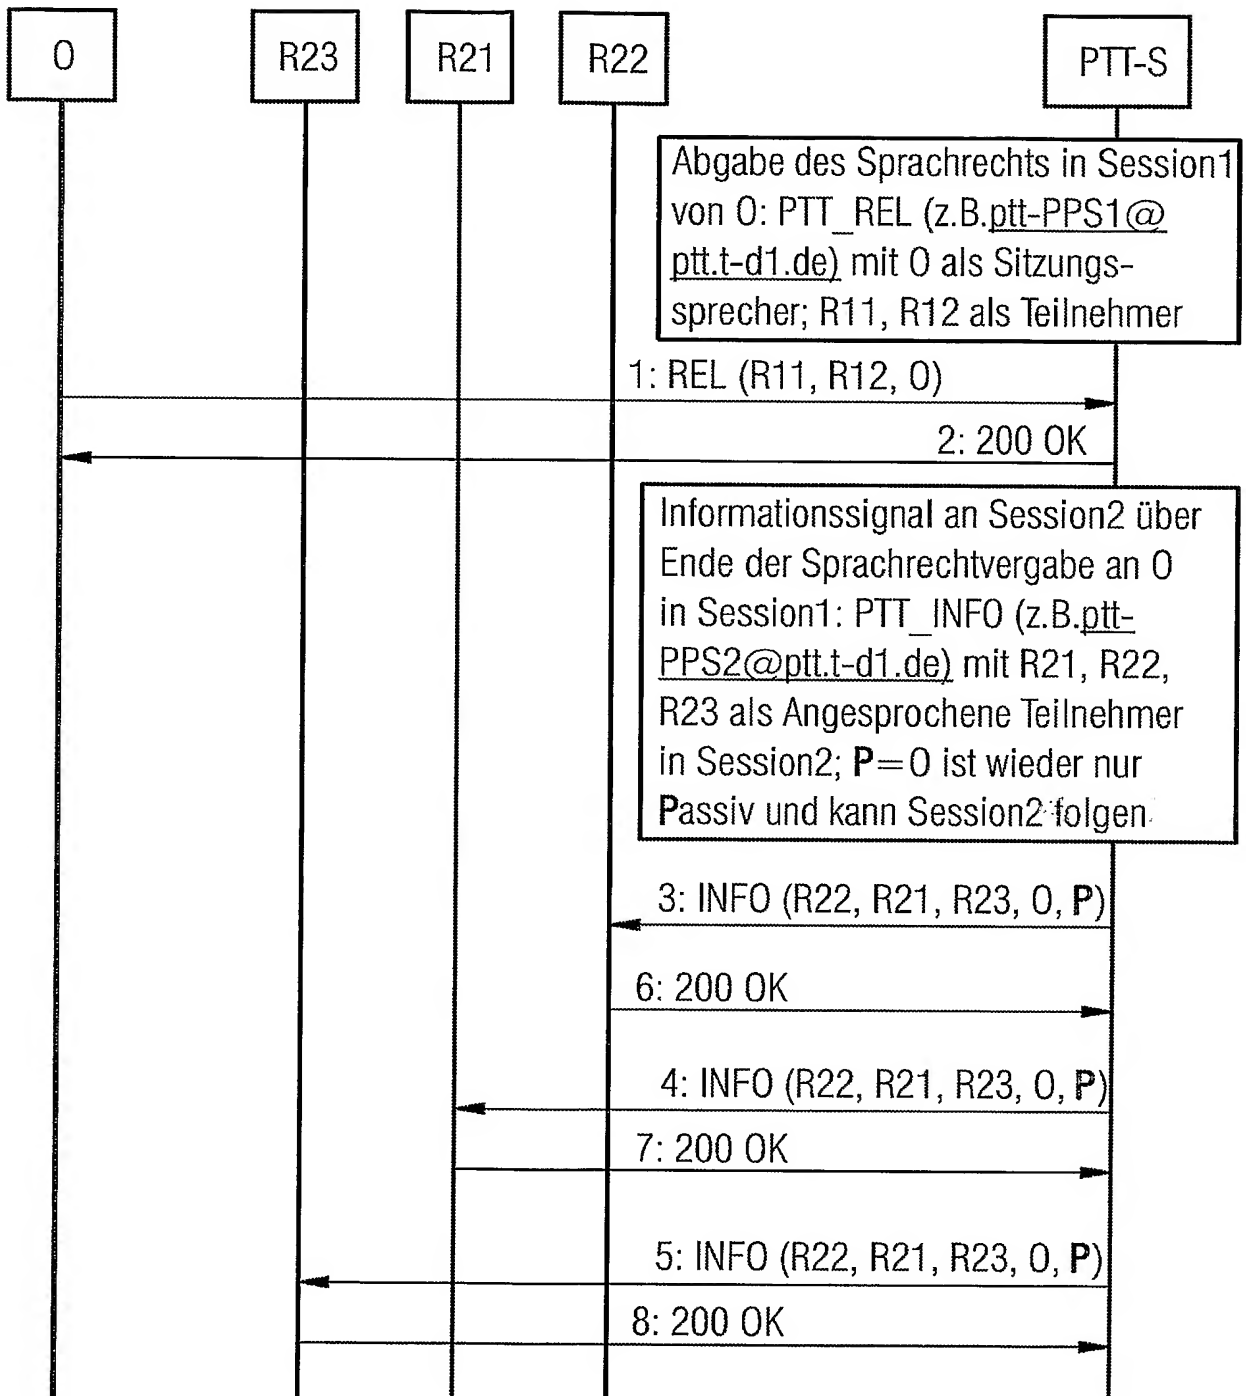 O
R23
R21
R22
PTT-S
Abgabe des Sprachrechts in Session1
von O: PTT_REL (z.B.ptt-PPS1@
ptt.t-d1.de) mit O als Sitzungs-
sprecher; R11, R12 als Teilnehmer
1: REL (R11, R12, O)
2: 200 OK
Informationssignal an Session2 über
Ende der Sprachrechtvergabe an O
in Session1: PTT_INFO (z.B.ptt-
PPS2@ptt.t-d1.de) mit R21, R22,
R23 als Angesprochene Teilnehmer
in Session2; P=O ist wieder nur
Passiv und kann Session2 folgen
3: INFO (R22, R21, R23, O, P)
6: 200 OK
4: INFO (R22, R21, R23, O, P)
7: 200 OK
5: INFO (R22, R21, R23, O, P)
8: 200 OK